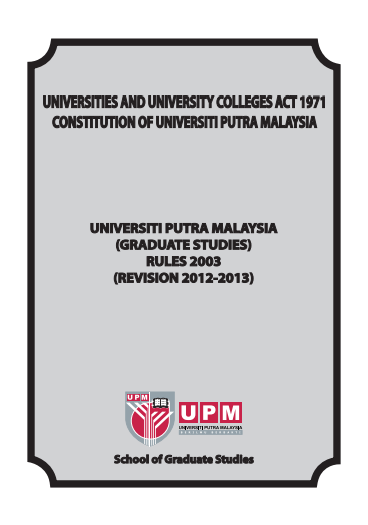 UNIVERSITIES AND UNIVERSITY COLLEGES ACT 1971
CONSTITUTION OF UNIVERSITI PUTRA MALAYSIA
UNIVERSITI PUTRA MALAYSIA
(GRADUATE STUDIES)
RULES 2003
(REVISION 2012-2013)
UPM
UPM
UNIVERSITI PUTRA MALAYSIA
School of Graduate Studies